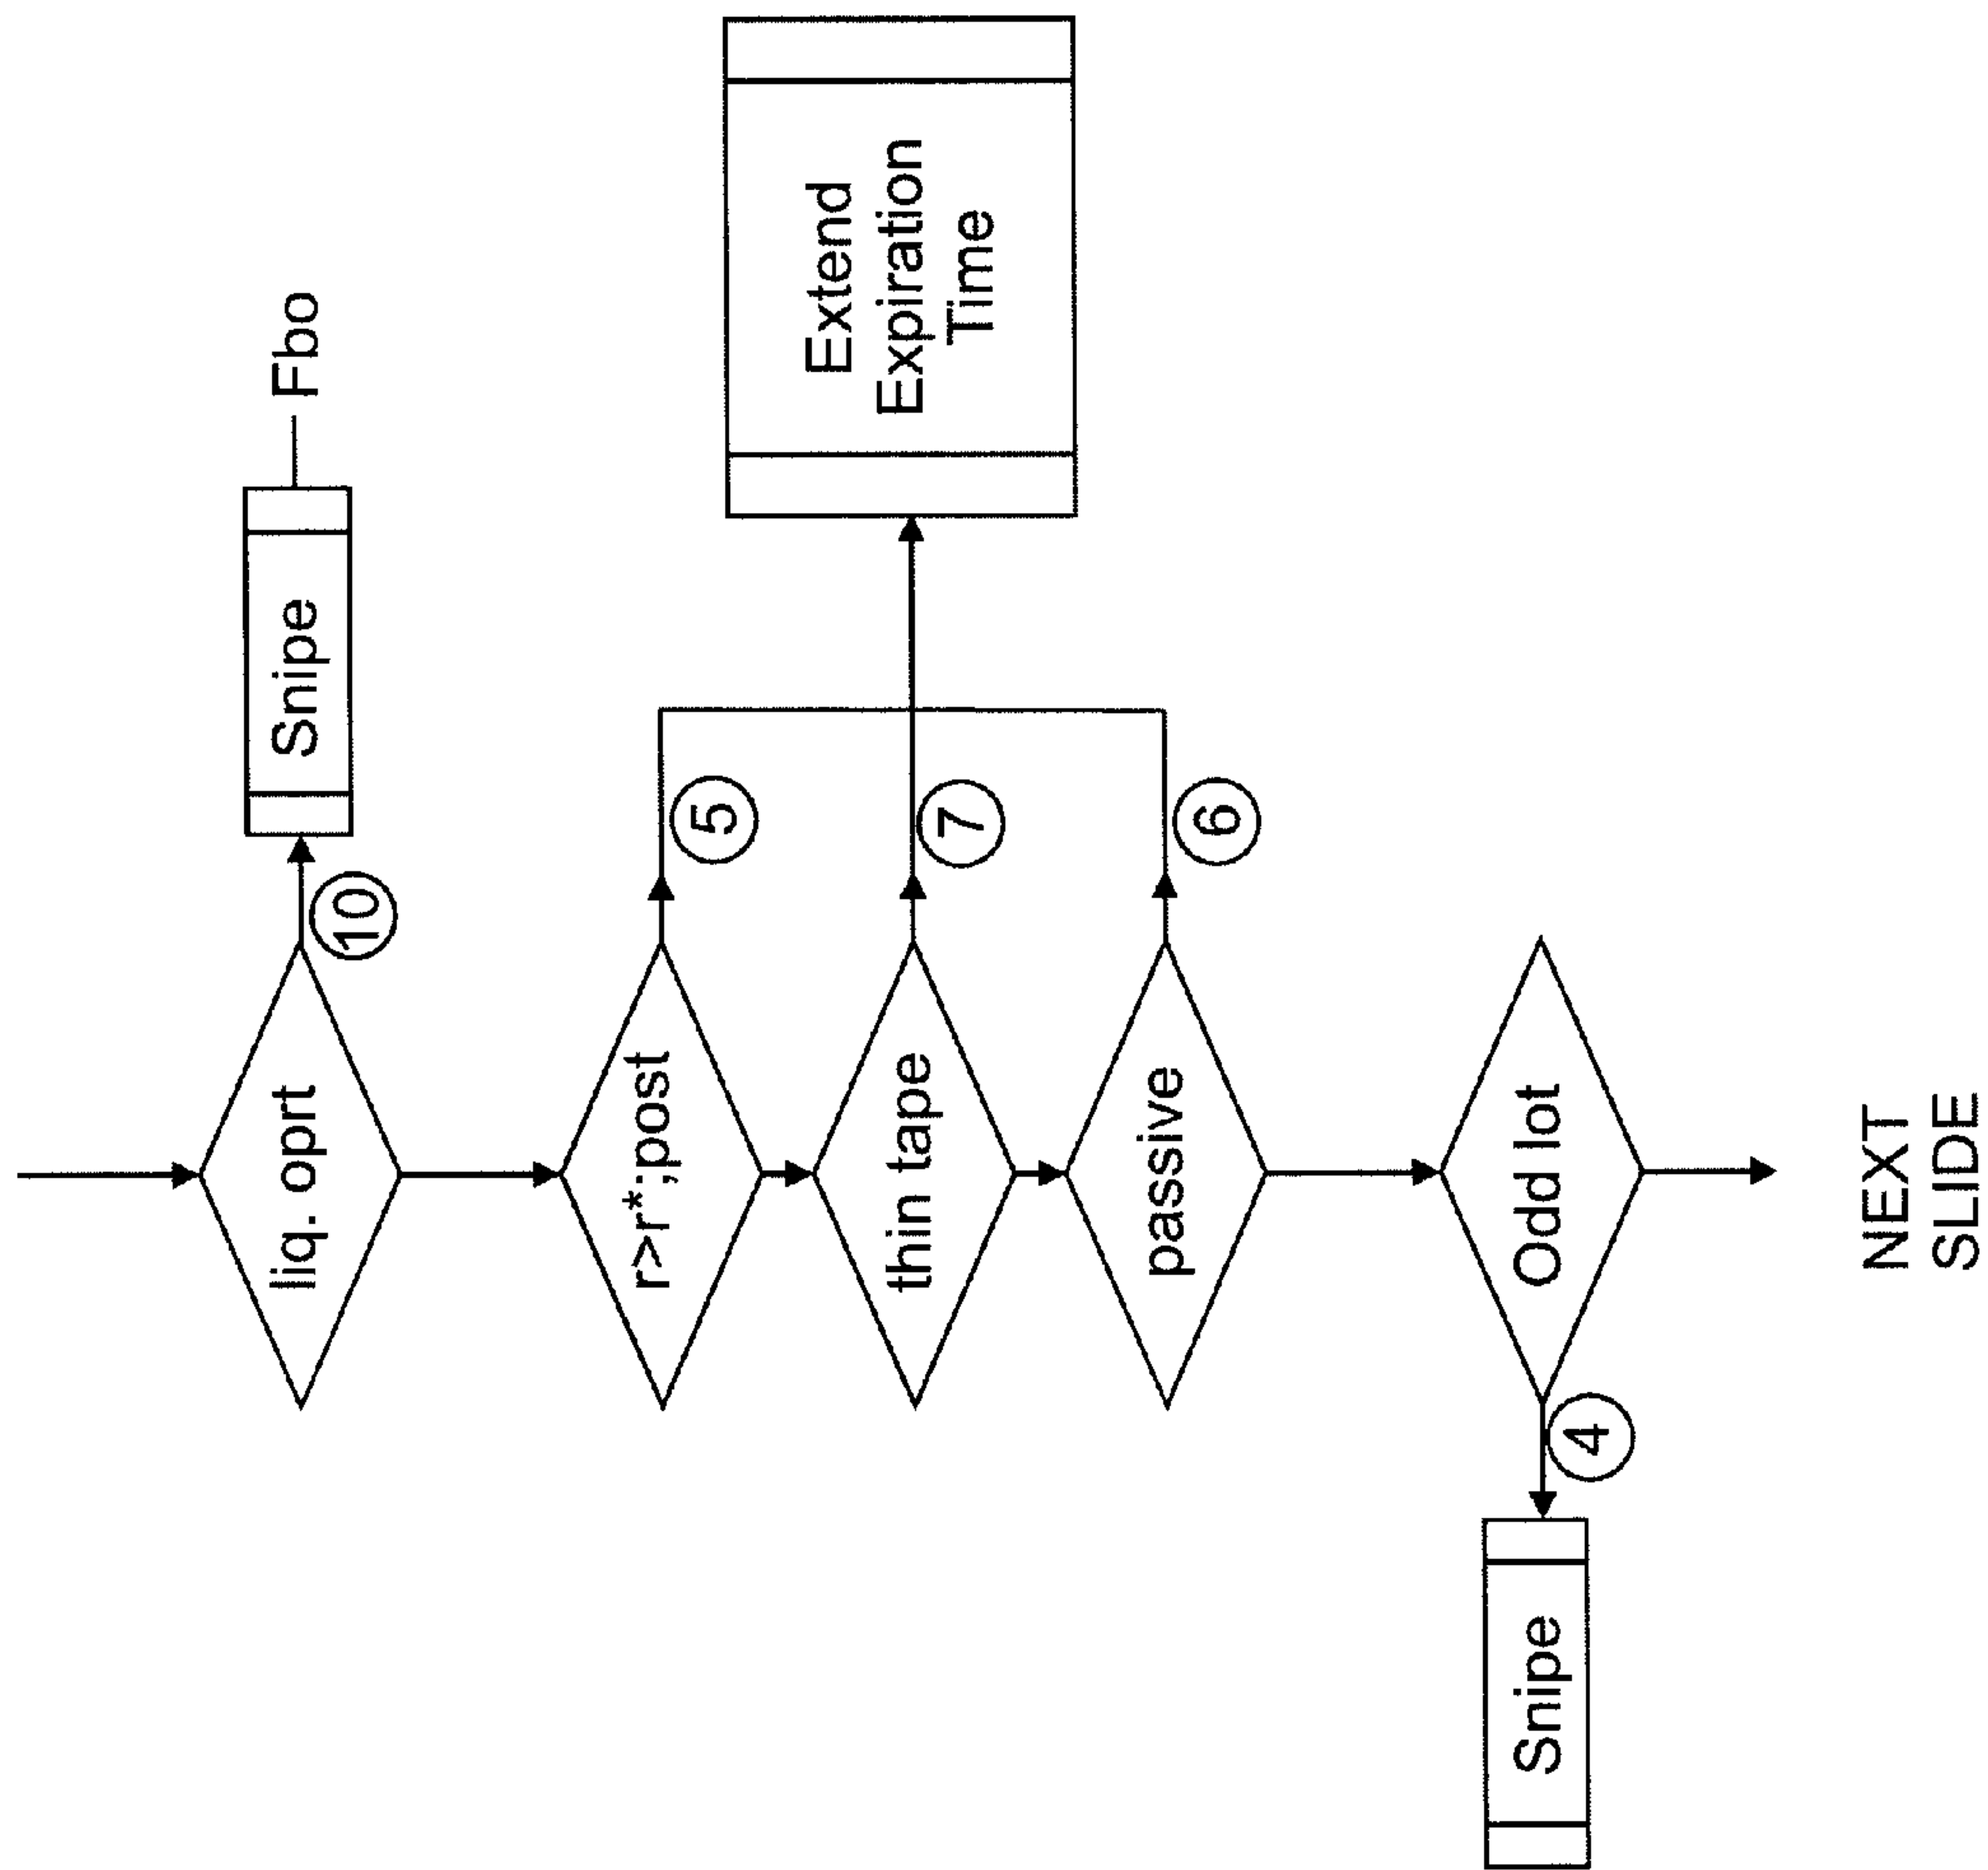 liq. oprt
10
Snipe
Fbo
r>r*;post
5
thin tape
7
passive
6
Extend
Expiration
Time
Odd lot
4
Snipe
NEXT
SLIDE